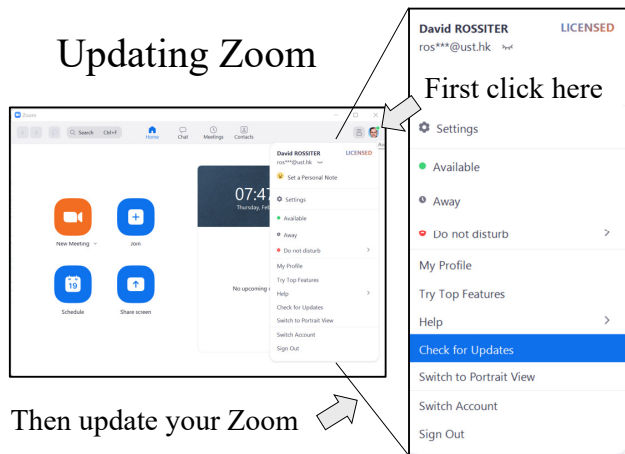 Updating Zoom
Zoom
Search Ctrl+F
Home
Chat
Meetings
Contacts
New Meeting
Join
19
Schedule
Share screen
07:47
Thursday, Fe
No upcoming
David ROSSITER LICENSED
ros***@ust.hk
Set a Personal Note
Settings
Available
Away
Do not disturb
My Profile
Try Top Features
Help
Check for Updates
Switch to Portrait View
Switch Account
Sign Out
Then update your Zoom
David ROSSITER LICENSED
ros***@ust.hk
First click here
Settings
Available
Away
Do not disturb
My Profile
Try Top Features
Help
Check for Updates
Switch to Portrait View
Switch Account
Sign Out